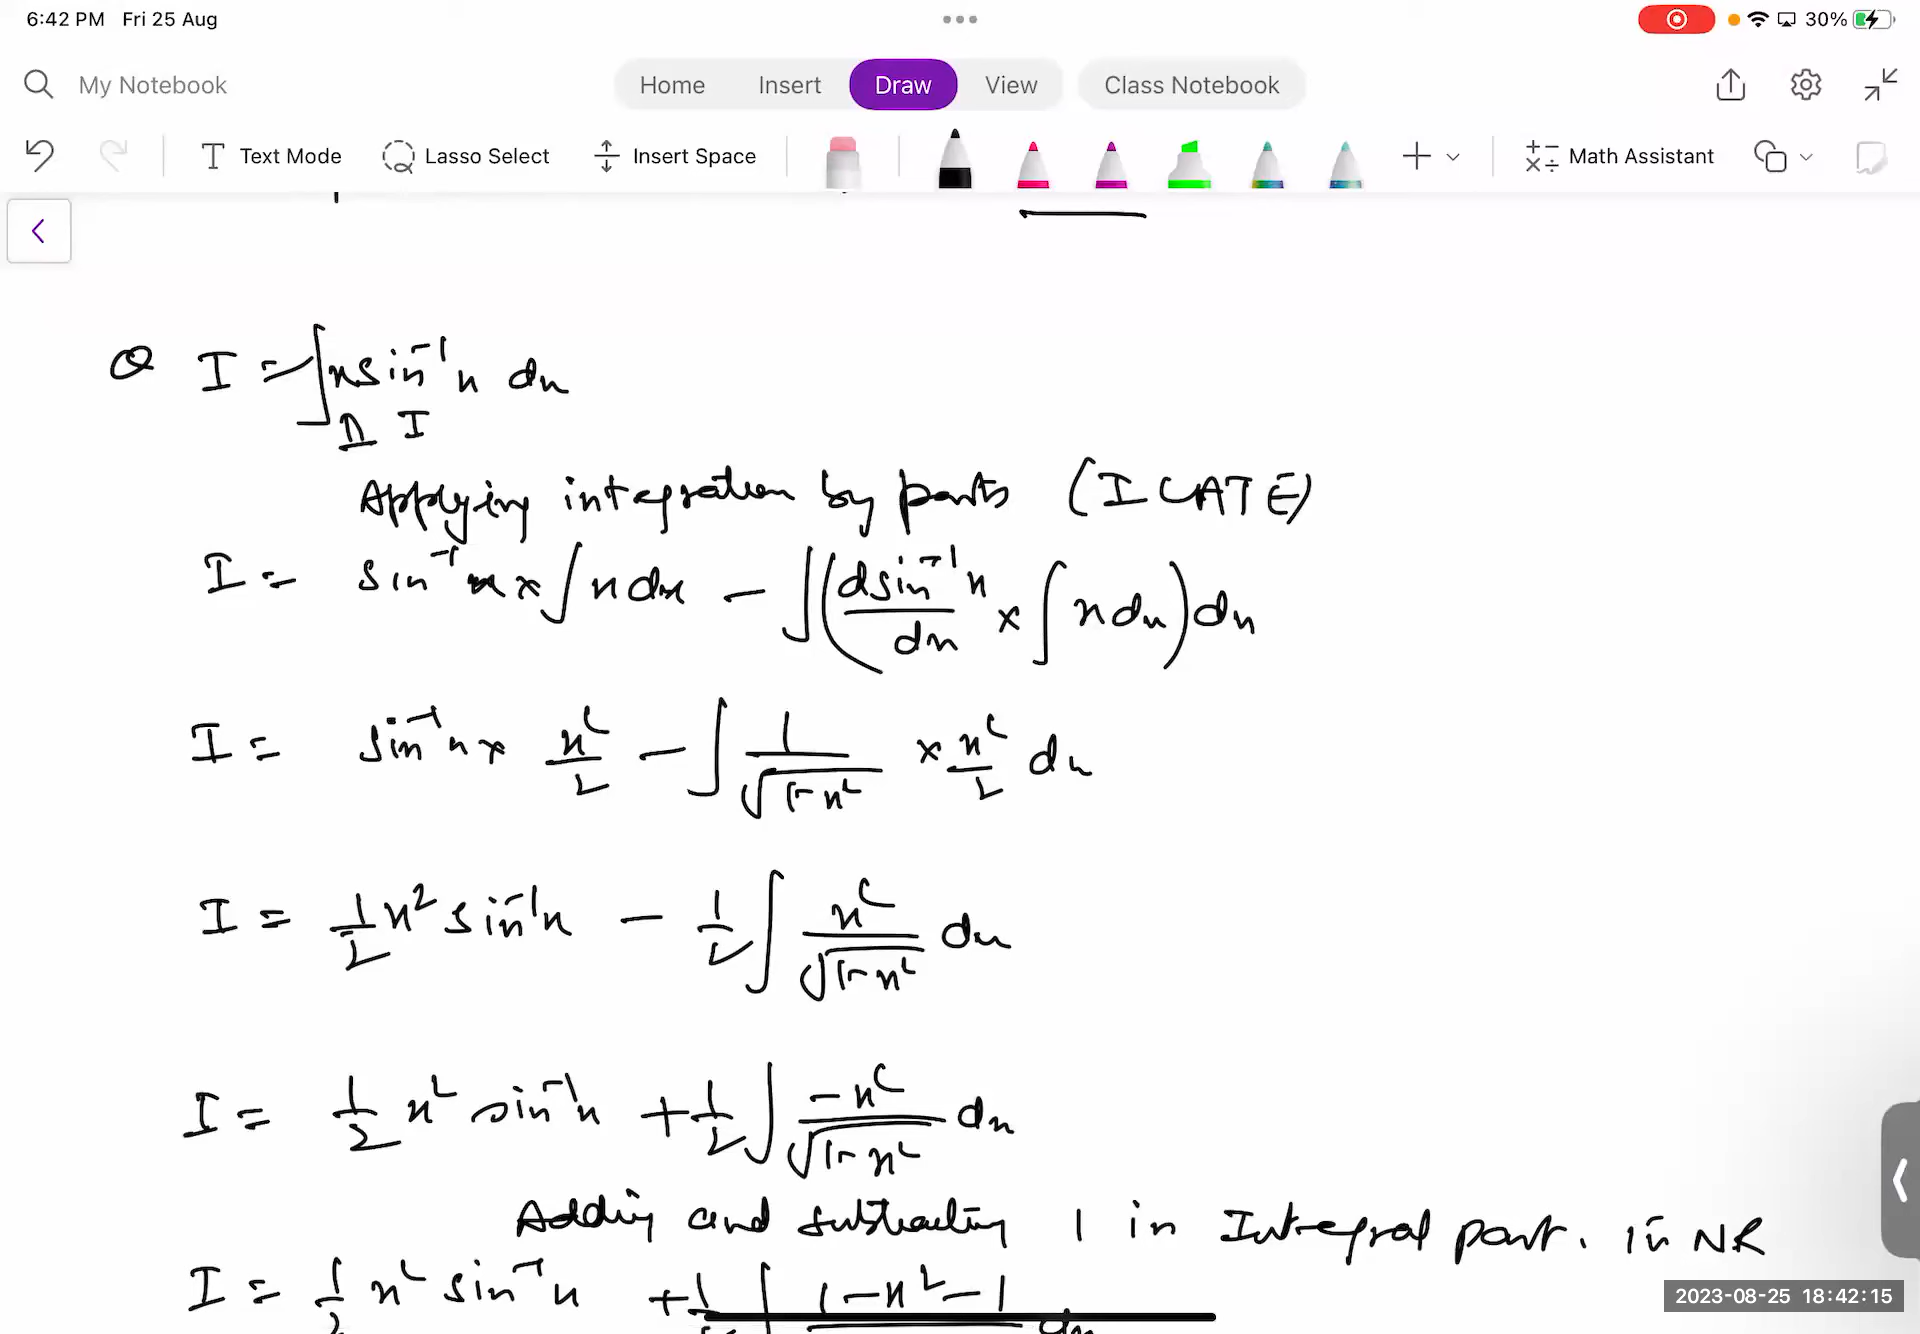 6:42 PM Fri 25 Aug 30%
My Notebook Home Insert Draw View Class Notebook
Text Mode Lasso Select Insert Space Math Assistant
Q I = ∫ x sin⁻¹x dx
II I
Applying integration by parts (ILATE)
I = sin⁻¹x × ∫ x dx − ∫ ( d sin⁻¹x / dx × ∫ x dx ) dx
I = sin⁻¹x × x²/2 − ∫ 1/√(1−x²) × x²/2 dx
I = 1/2 x² sin⁻¹x − 1/2 ∫ x²/√(1−x²) dx
I = 1/2 x² sin⁻¹x + 1/2 ∫ −x²/√(1−x²) dx
Adding and subtracting 1 in Integral part. in NR
I = 1/2 x² sin⁻¹x + 1/2 ∫ 1−x²−1 dx
2023-08-25 18:42:15